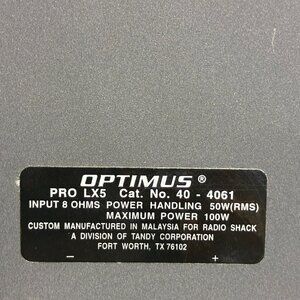 OPTIMUS®
PRO LX5 Cat. No. 40 - 4061
INPUT 8 OHMS POWER HANDLING 50W(RMS)
MAXIMUM POWER 100W
CUSTOM MANUFACTURED IN MALAYSIA FOR RADIO SHACK
A DIVISION OF TANDY CORPORATION
FORT WORTH, TX 76102
- +